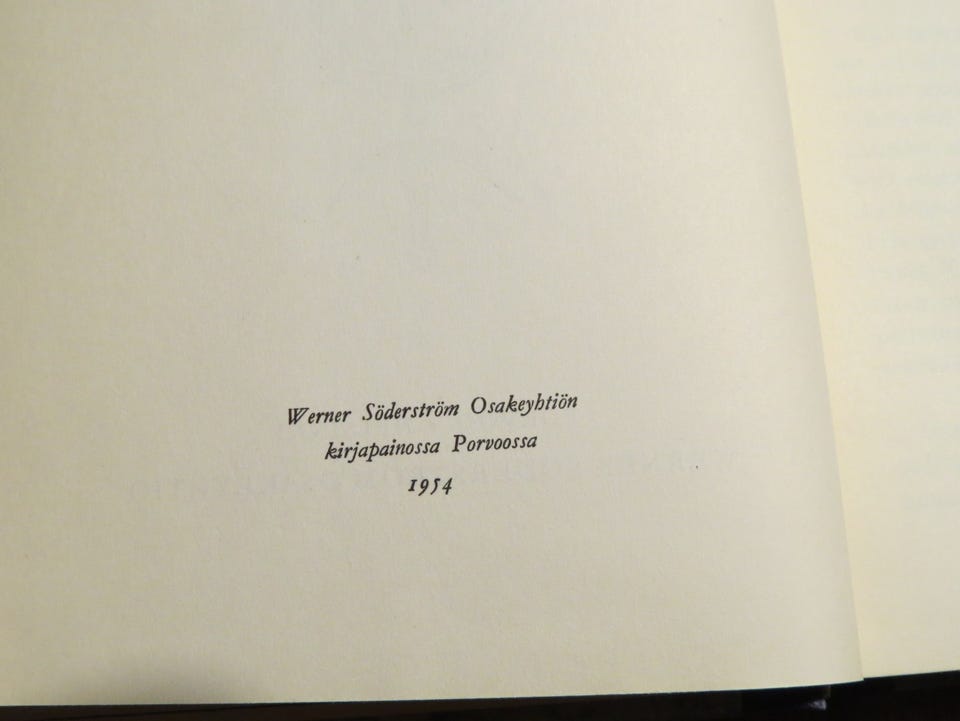 Werner Söderström Osakeyhtiön
kirjapainossa Porvoossa
1954